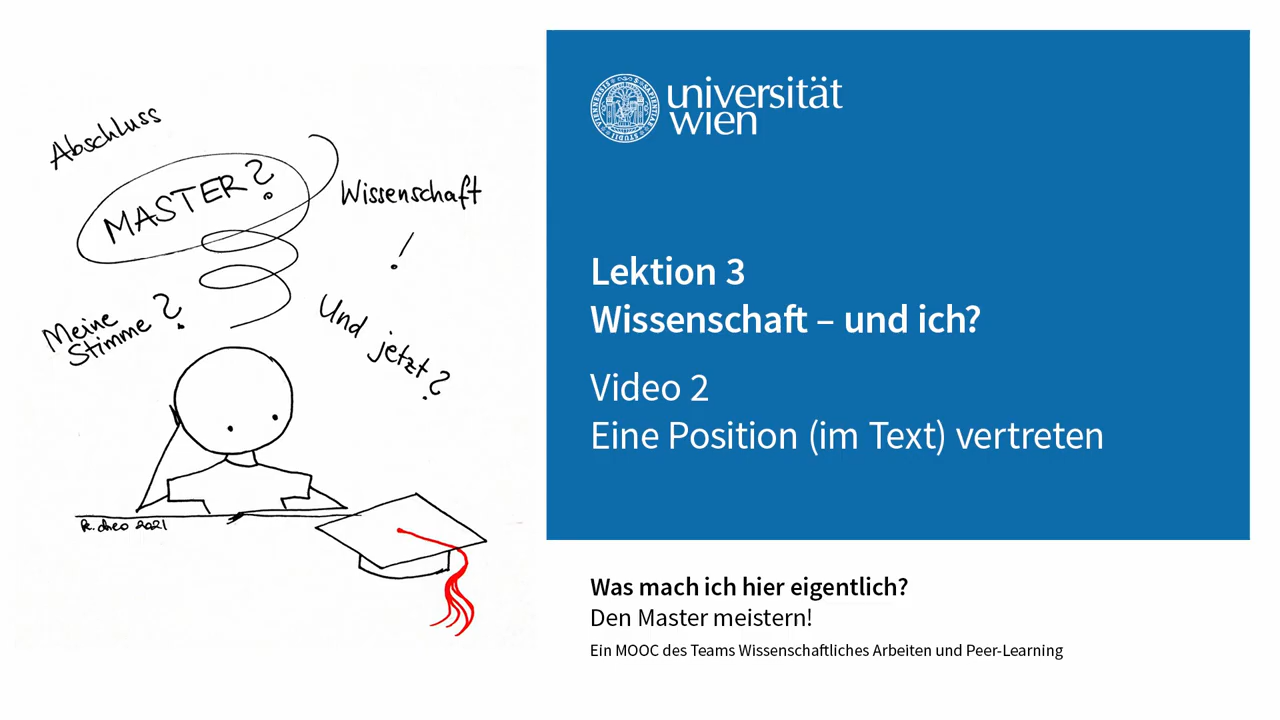 Abschluss
MASTER?
Wissenschaft
!
Meine
Stimme?
Und jetzt?
universität
wien
Lektion 3
Wissenschaft – und ich?
Video 2
Eine Position (im Text) vertreten
Was mach ich hier eigentlich?
Den Master meistern!
Ein MOOC des Teams Wissenschaftliches Arbeiten und Peer-Learning
2021